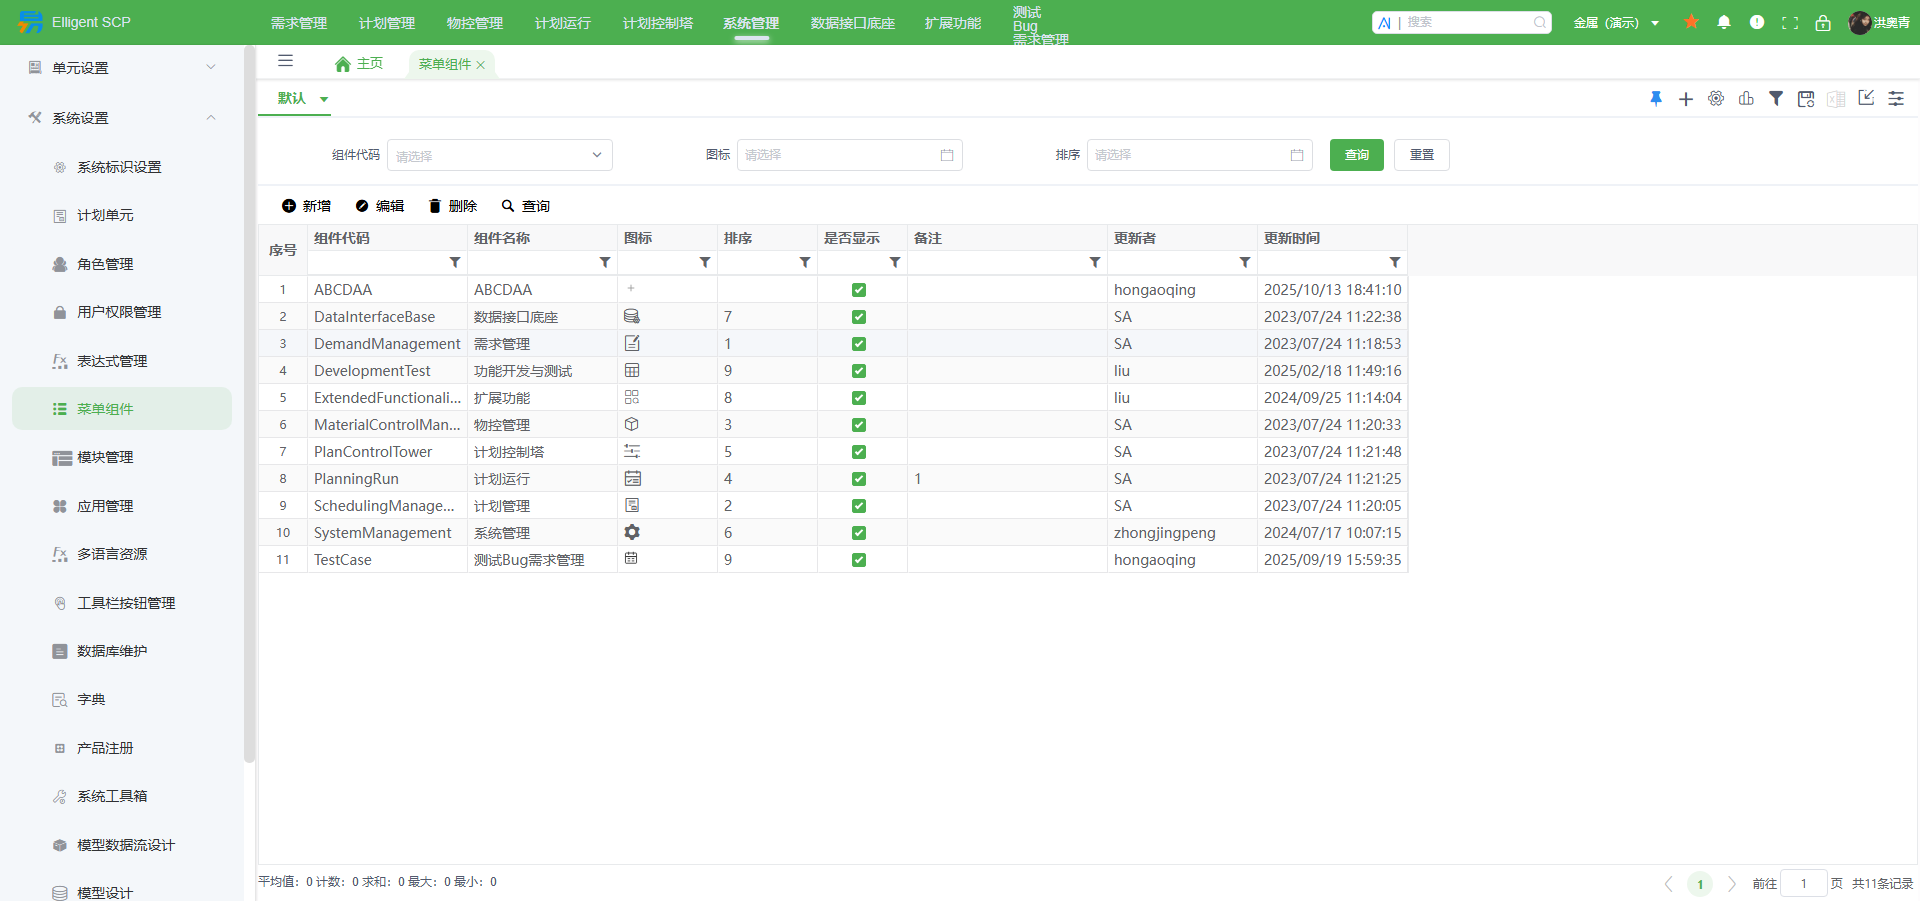 Elligent SCP
需求管理 计划管理 物控管理 计划运行 计划控制塔 系统管理 数据接口底座 扩展功能
测试
Bug
需求管理
AI | 搜索
金属（演示）
洪奥青
单元设置
系统设置
系统标识设置
计划单元
角色管理
用户权限管理
表达式管理
菜单组件
模块管理
应用管理
多语言资源
工具栏按钮管理
数据库维护
字典
产品注册
系统工具箱
模型数据流设计
模型设计
主页 菜单组件
默认
组件代码 请选择 图标 请选择 排序 请选择 查询 重置
新增 编辑 删除 查询
序号 组件代码 组件名称 图标 排序 是否显示 备注 更新者 更新时间
1 ABCDAA ABCDAA hongaoqing 2025/10/13 18:41:10
2 DataInterfaceBase 数据接口底座 7 SA 2023/07/24 11:22:38
3 DemandManagement 需求管理 1 SA 2023/07/24 11:18:53
4 DevelopmentTest 功能开发与测试 9 liu 2025/02/18 11:49:16
5 ExtendedFunctionali... 扩展功能 8 liu 2024/09/25 11:14:04
6 MaterialControlMan... 物控管理 3 SA 2023/07/24 11:20:33
7 PlanControlTower 计划控制塔 5 SA 2023/07/24 11:21:48
8 PlanningRun 计划运行 4 1 SA 2023/07/24 11:21:25
9 SchedulingManage... 计划管理 2 SA 2023/07/24 11:20:05
10 SystemManagement 系统管理 6 zhongjingpeng 2024/07/17 10:07:15
11 TestCase 测试Bug需求管理 9 hongaoqing 2025/09/19 15:59:35
平均值：0 计数：0 求和：0 最大：0 最小：0
1 前往 1 页 共11条记录